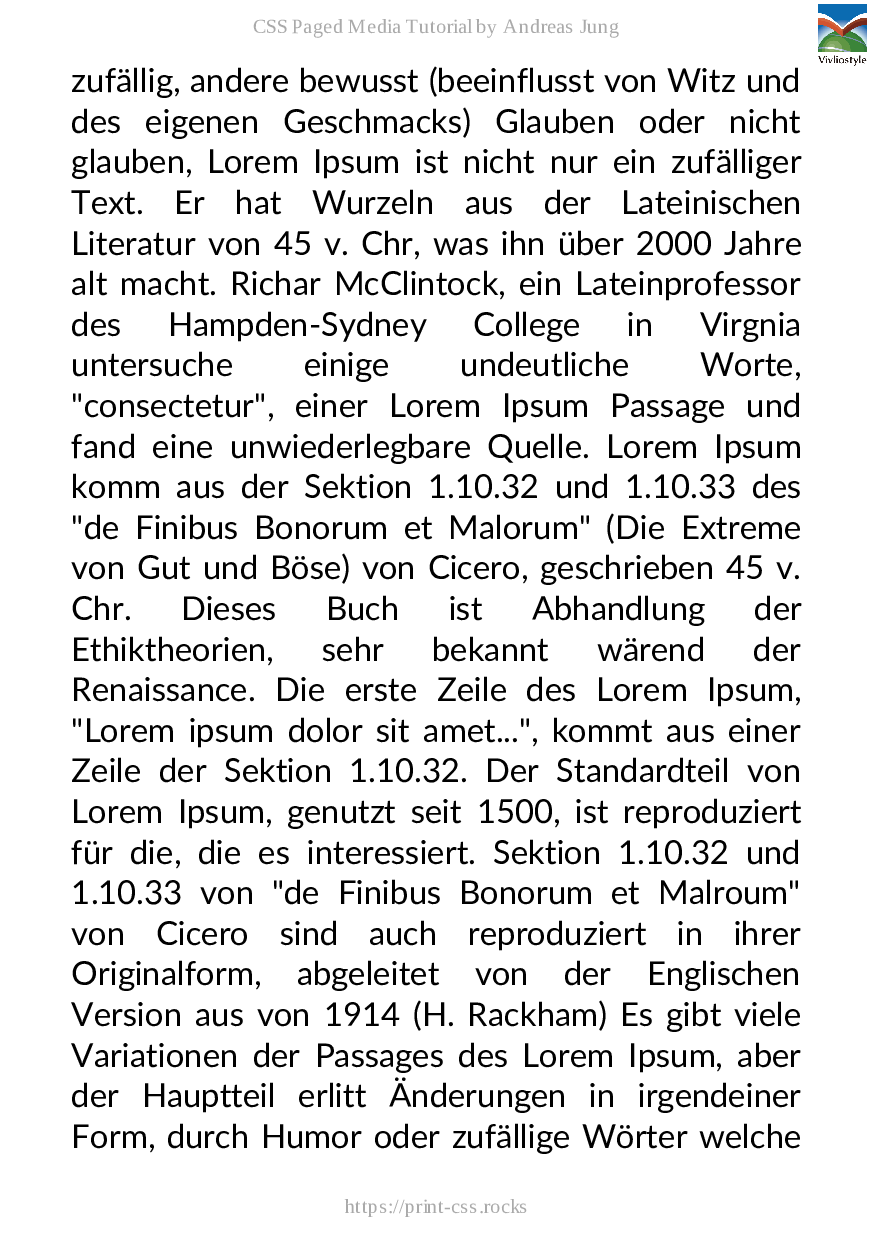 CSS Paged Media Tutorial by Andreas Jung
Vivliostyle
zufällig, andere bewusst (beeinflusst von Witz und
des eigenen Geschmacks) Glauben oder nicht
glauben, Lorem Ipsum ist nicht nur ein zufälliger
Text. Er hat Wurzeln aus der Lateinischen
Literatur von 45 v. Chr, was ihn über 2000 Jahre
alt macht. Richar McClintock, ein Lateinprofessor
des Hampden-Sydney College in Virgnia
untersuche einige undeutliche Worte,
"consectetur", einer Lorem Ipsum Passage und
fand eine unwiederlegbare Quelle. Lorem Ipsum
komm aus der Sektion 1.10.32 und 1.10.33 des
"de Finibus Bonorum et Malorum" (Die Extreme
von Gut und Böse) von Cicero, geschrieben 45 v.
Chr. Dieses Buch ist Abhandlung der
Ethiktheorien, sehr bekannt wärend der
Renaissance. Die erste Zeile des Lorem Ipsum,
"Lorem ipsum dolor sit amet...", kommt aus einer
Zeile der Sektion 1.10.32. Der Standardteil von
Lorem Ipsum, genutzt seit 1500, ist reproduziert
für die, die es interessiert. Sektion 1.10.32 und
1.10.33 von "de Finibus Bonorum et Malroum"
von Cicero sind auch reproduziert in ihrer
Originalform, abgeleitet von der Englischen
Version aus von 1914 (H. Rackham) Es gibt viele
Variationen der Passages des Lorem Ipsum, aber
der Hauptteil erlitt Änderungen in irgendeiner
Form, durch Humor oder zufällige Wörter welche
https://print-css.rocks